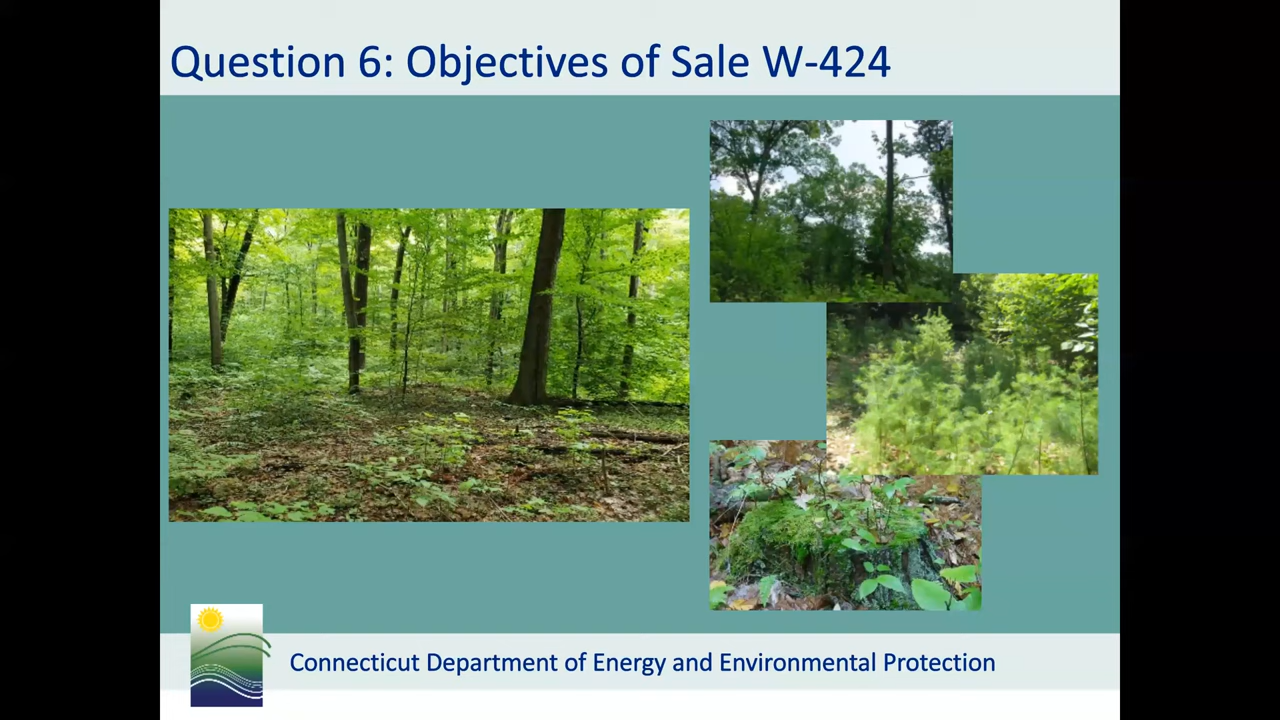 Question 6: Objectives of Sale W-424
Connecticut Department of Energy and Environmental Protection